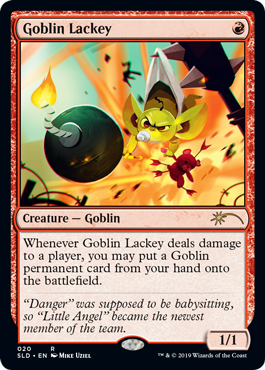 Goblin Lackey
Creature — Goblin
Whenever Goblin Lackey deals damage
to a player, you may put a Goblin
permanent card from your hand onto
the battlefield.
“Danger” was supposed to be babysitting,
so “Little Angel” became the newest
member of the team.
1/1
020 R
SLD • EN Mike Uziel
™ & © 2019 Wizards of the Coast